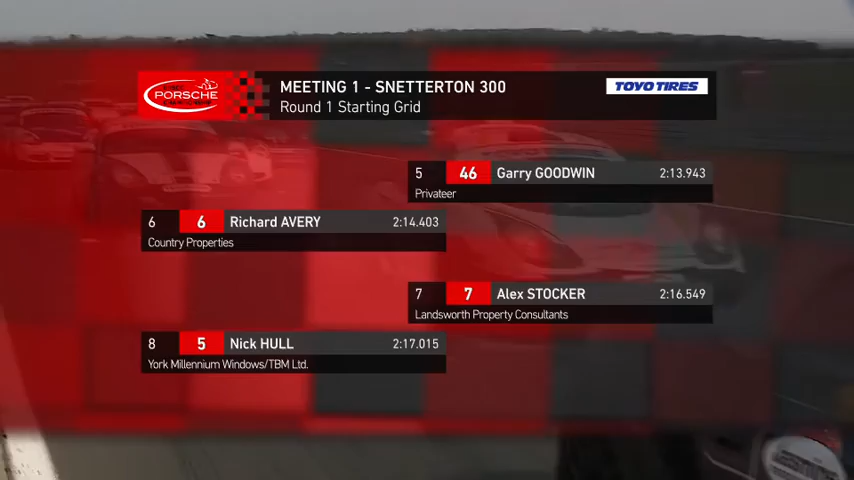 PORSCHE
MEETING 1 - SNETTERTON 300
Round 1 Starting Grid
TOYO TIRES
5 46 Garry GOODWIN 2:13.943
Privateer
6 6 Richard AVERY 2:14.403
Country Properties
7 7 Alex STOCKER 2:16.549
Landsworth Property Consultants
8 5 Nick HULL 2:17.015
York Millennium Windows/TBM Ltd.